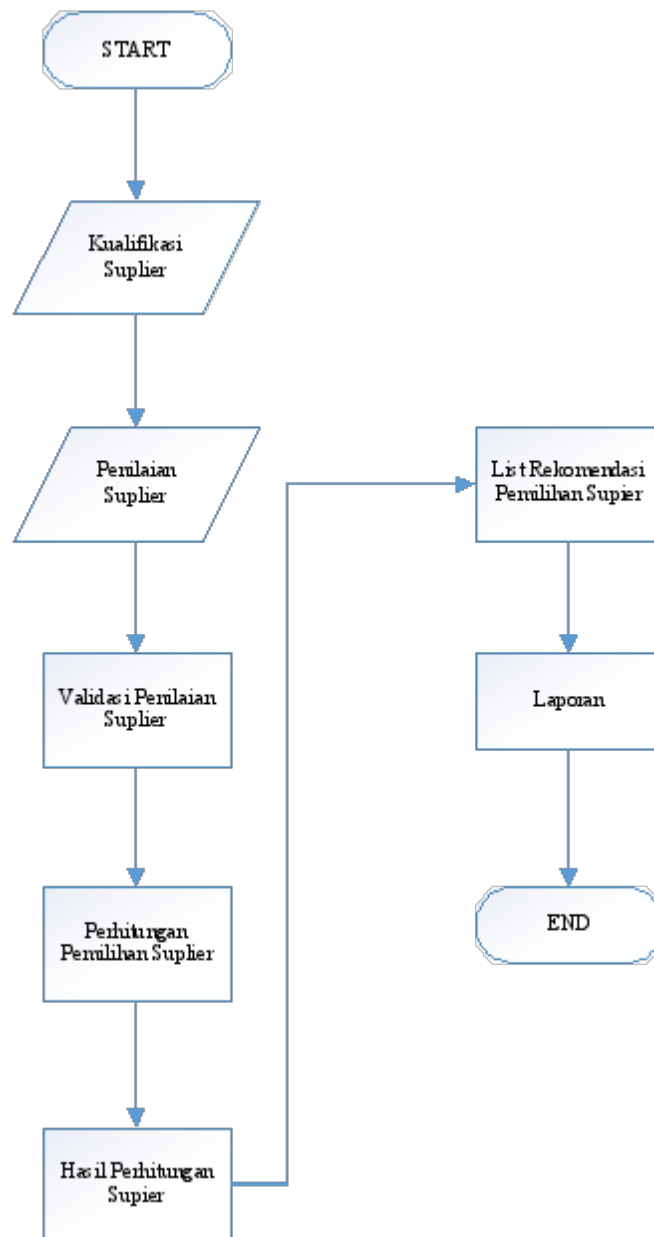 START
Kualifikasi
Suplier
Penilaian
Suplier
Validasi Penilaian
Suplier
Perhitungan
Pemilihan Suplier
Hasil Perhitungan
Supier
List Rekomendasi
Pemilihan Supier
Laporan
END